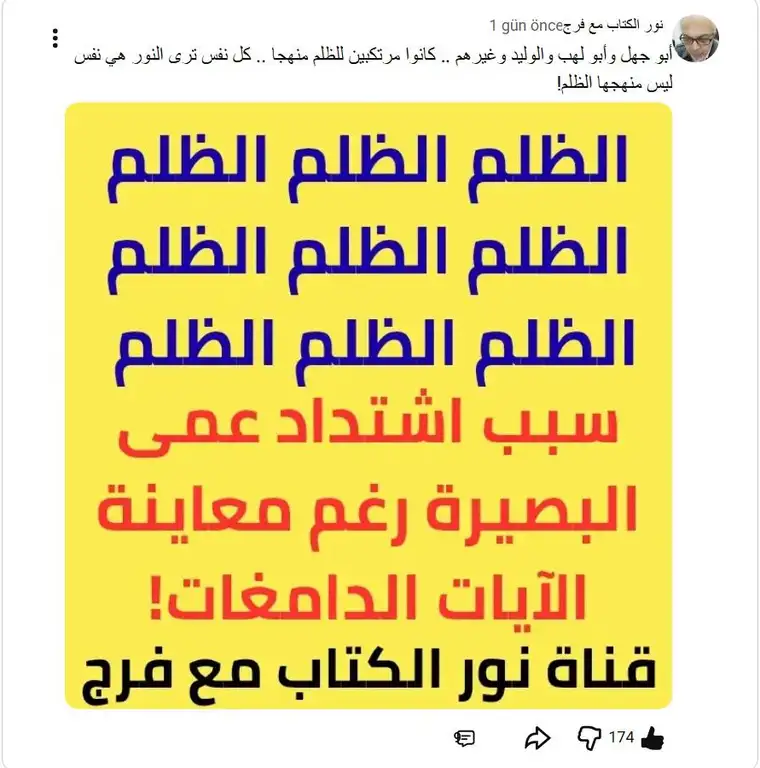 نور الكتاب مع فرج 1 gün önce
أبو جهل وأبو لهب والوليد وغيرهم .. كانوا مرتكبين للظلم منهجا .. كل نفس ترى النور هي نفس
ليس منهجها الظلم!
الظلم الظلم الظلم
الظلم الظلم الظلم
الظلم الظلم الظلم
سبب اشتداد عمى
البصيرة رغم معاينة
الآيات الدامغات!
قناة نور الكتاب مع فرج
174